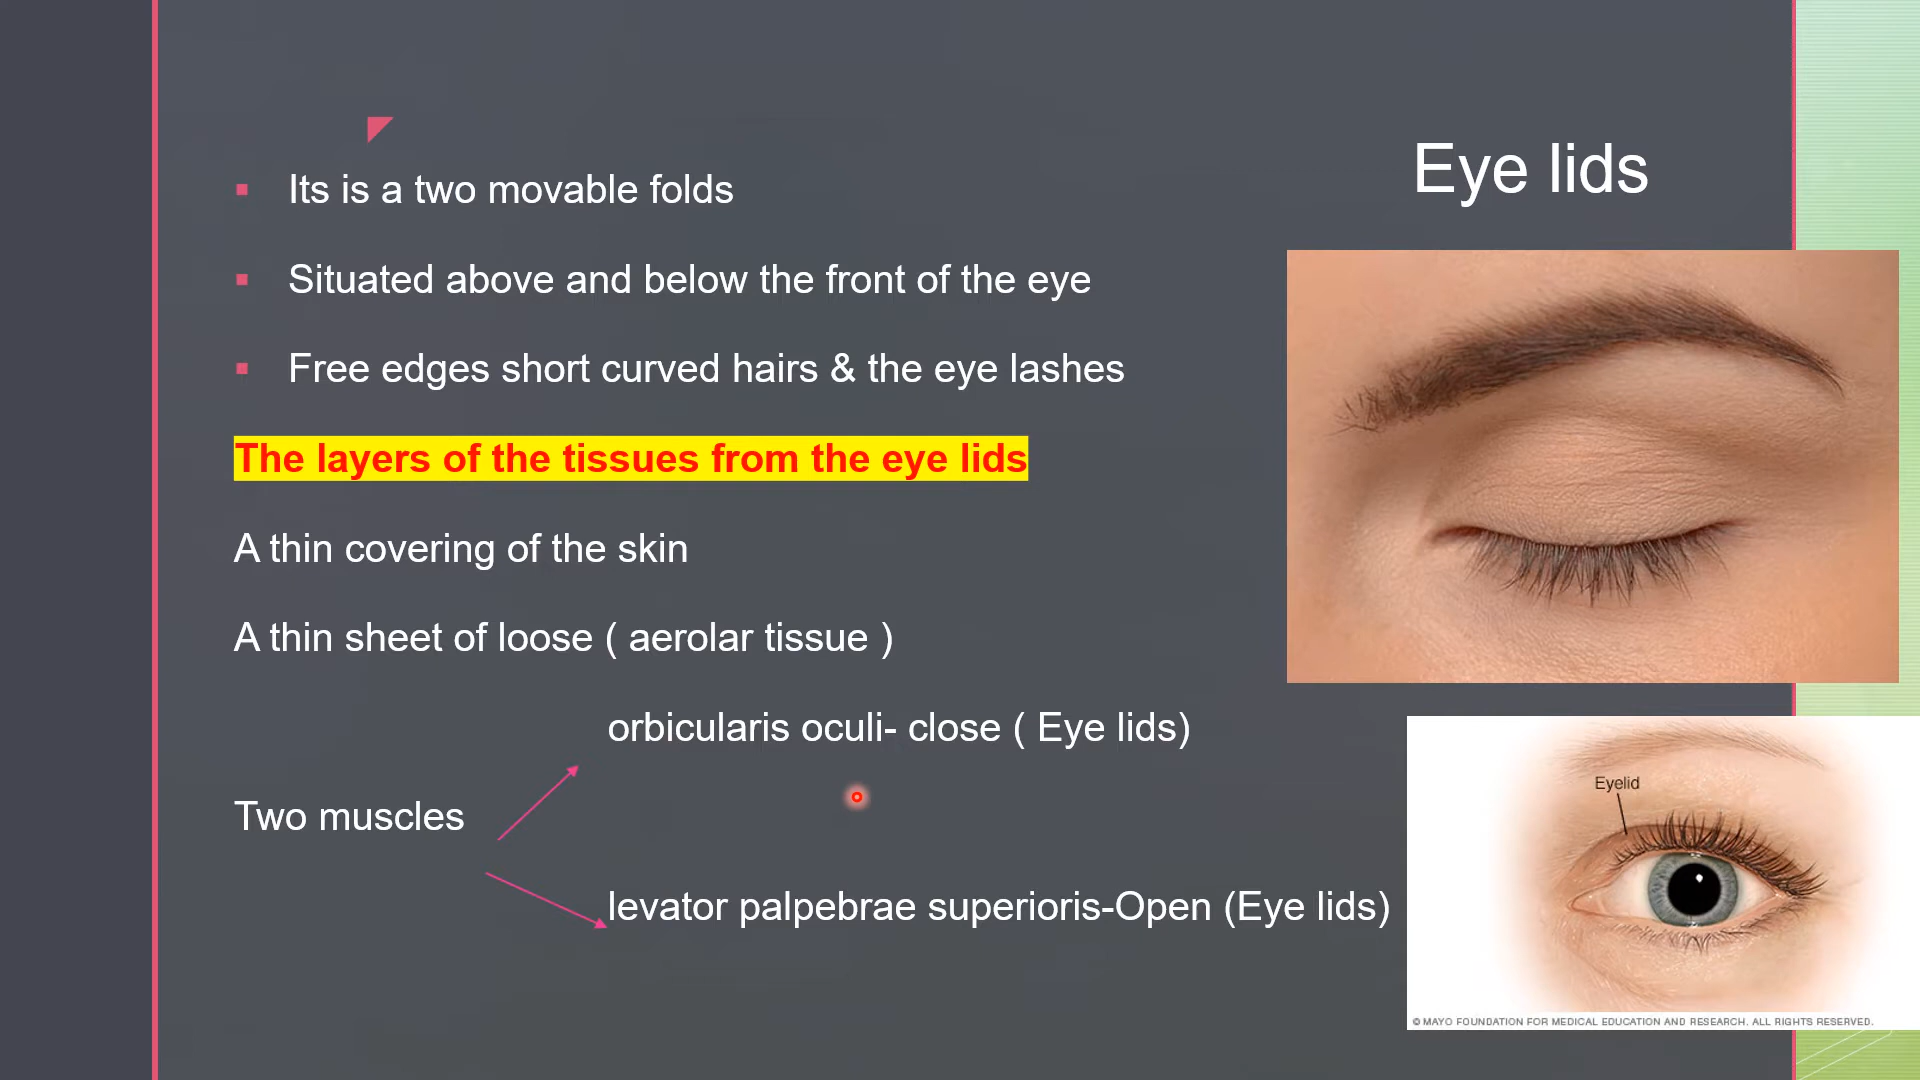 Eye lids
Its is a two movable folds
Situated above and below the front of the eye
Free edges short curved hairs & the eye lashes
The layers of the tissues from the eye lids
A thin covering of the skin
A thin sheet of loose ( aerolar tissue )
orbicularis oculi- close ( Eye lids)
Two muscles
levator palpebrae superioris-Open (Eye lids)
Eyelid
© MAYO FOUNDATION FOR MEDICAL EDUCATION AND RESEARCH. ALL RIGHTS RESERVED.